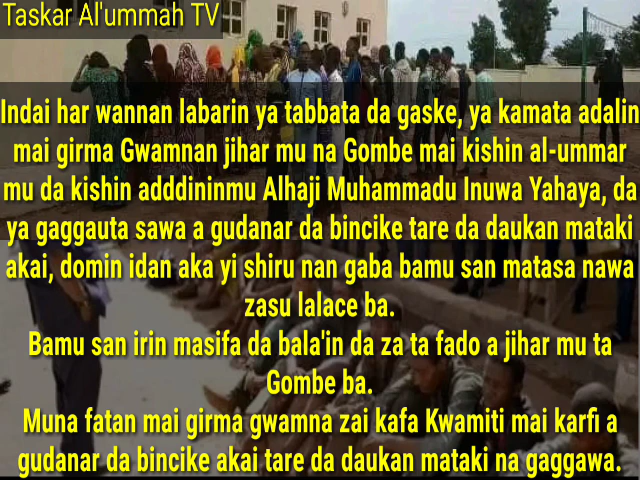 Taskar Al'ummah TV
Indai har wannan labarin ya tabbata da gaske, ya kamata adalin
mai girma Gwamnan jihar mu na Gombe mai kishin al-ummar
mu da kishin adddininmu Alhaji Muhammadu Inuwa Yahaya, da
ya gaggauta sawa a gudanar da bincike tare da daukan mataki
akai, domin idan aka yi shiru nan gaba bamu san matasa nawa
zasu lalace ba.
Bamu san irin masifa da bala'in da za ta fado a jihar mu ta
Gombe ba.
Muna fatan mai girma gwamna zai kafa Kwamiti mai karfi a
gudanar da bincike akai tare da daukan mataki na gaggawa.